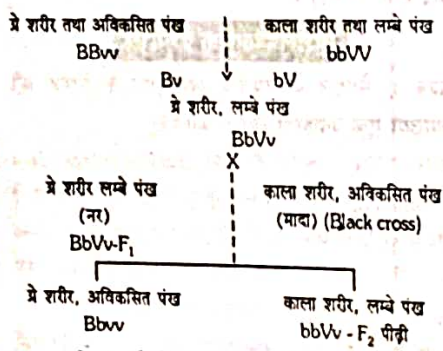 ग्रे शरीर तथा अविकसित पंख काला शरीर तथा लम्बे पंख
BBvv bbVV
Bv bV
ग्रे शरीर, लम्बे पंख
BbVv
X
ग्रे शरीर लम्बे पंख काला शरीर, अविकसित पंख
(नर) (मादा) (Black cross)
BbVv-F₁
ग्रे शरीर, अविकसित पंख काला शरीर, लम्बे पंख
Bbvv bbVv - F₂ पीढ़ी